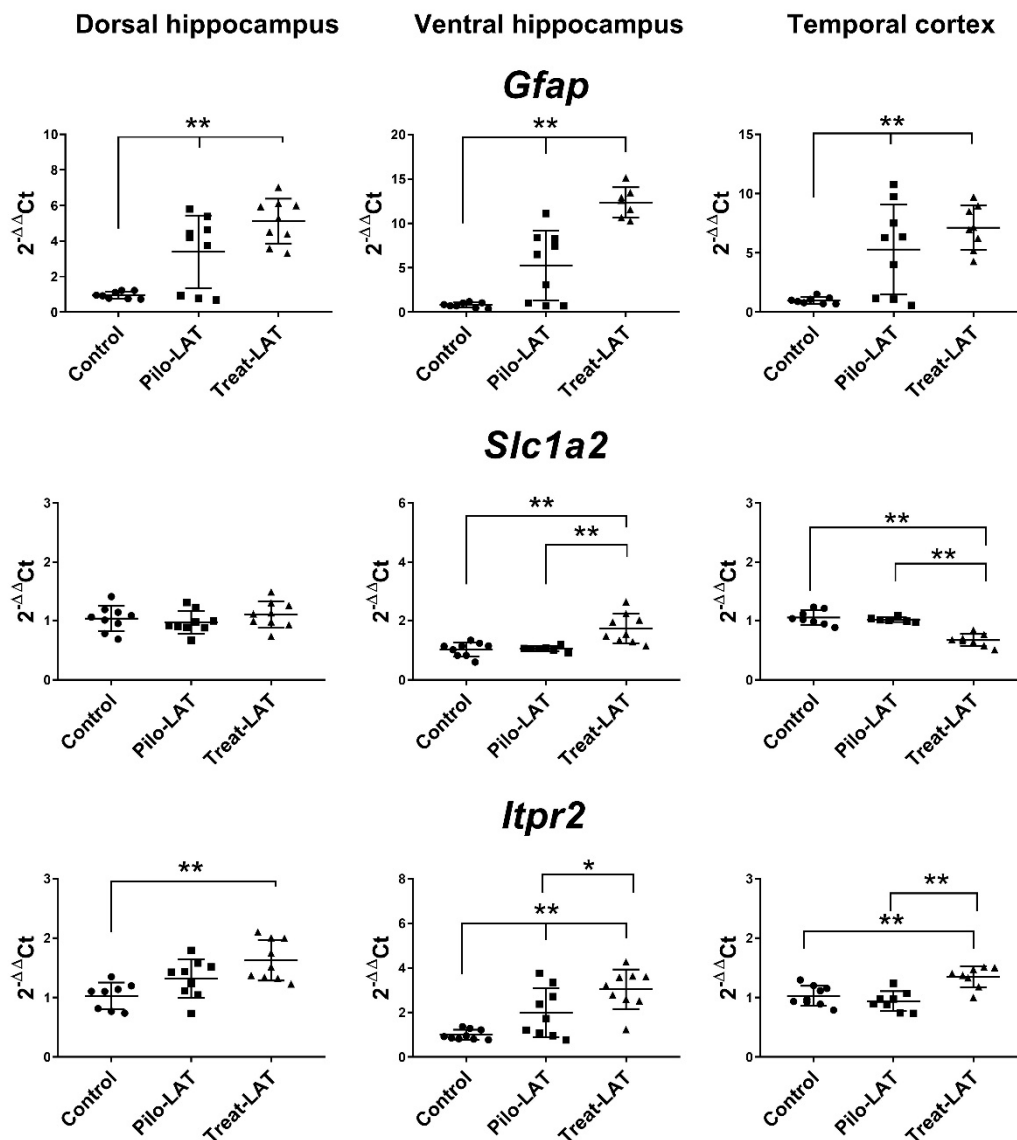 Dorsal hippocampus Ventral hippocampus Temporal cortex
Gfap
** ** **
10 20 15
8 15 10
6 10 5
4 5 0
2 0
0
2-ΔΔCt 2-ΔΔCt 2-ΔΔCt
Control Pilo-LAT Treat-LAT Control Pilo-LAT Treat-LAT Control Pilo-LAT Treat-LAT
Slc1a2
** **
** **
3 6 3
2 4 2
1 2 1
0 0 0
2-ΔΔCt 2-ΔΔCt 2-ΔΔCt
Control Pilo-LAT Treat-LAT Control Pilo-LAT Treat-LAT Control Pilo-LAT Treat-LAT
Itpr2
* **
** ** **
3 8 3
2 6 2
1 4 1
0 2 0
0
2-ΔΔCt 2-ΔΔCt 2-ΔΔCt
Control Pilo-LAT Treat-LAT Control Pilo-LAT Treat-LAT Control Pilo-LAT Treat-LAT